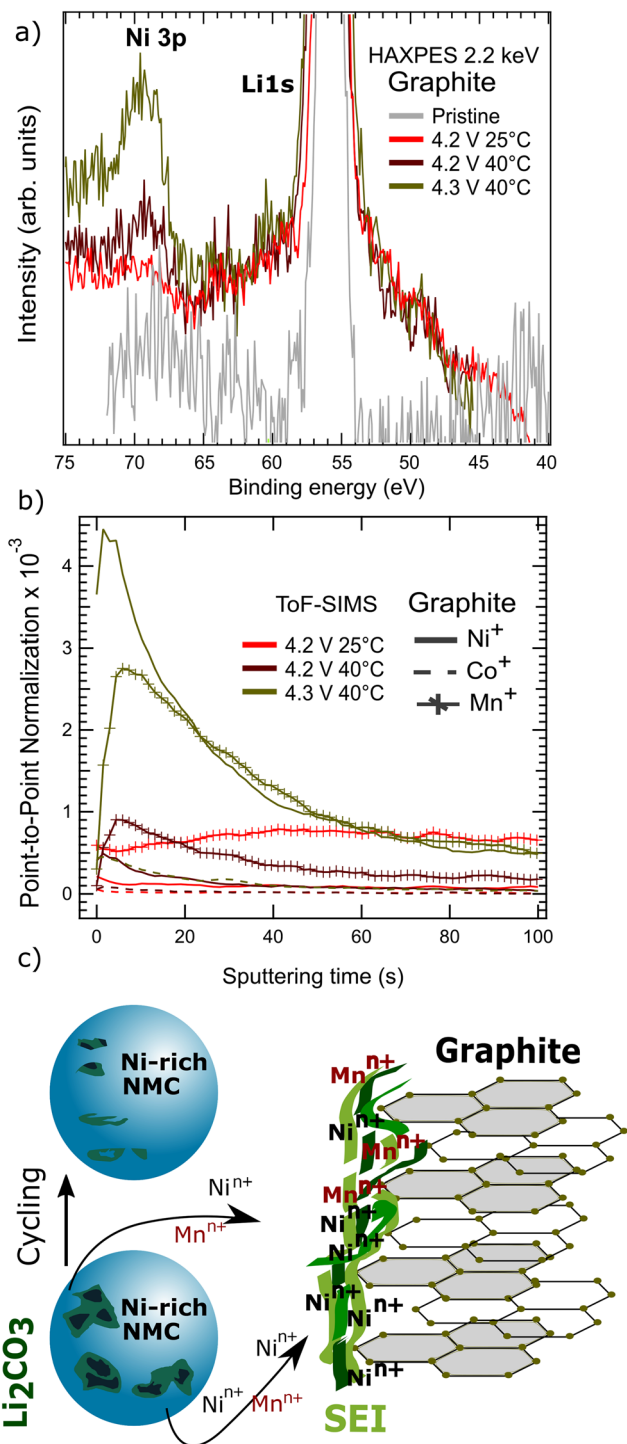 a)
Ni 3p
Li1s
HAXPES 2.2 keV
Graphite
Pristine
4.2 V 25°C
4.2 V 40°C
4.3 V 40°C
Intensity (arb. units)
75 70 65 60 55 50 45 40
Binding energy (eV)
b)
ToF-SIMS
4.2 V 25°C
4.2 V 40°C
4.3 V 40°C
Graphite
Ni+
Co+
Mn+
Point-to-Point Normalization x 10-3
4
3
2
1
0
0 20 40 60 80 100
Sputtering time (s)
c)
Ni-rich
NMC
Graphite
Cycling
Nin+
Mnn+
Ni-rich
NMC
Li2CO3
Nin+
Nin+
Mnn+
Mnn+
Nin+
Mnn+
Mnn+
Nin+
Nin+
Nin+
Nin+
Nin+
SEI